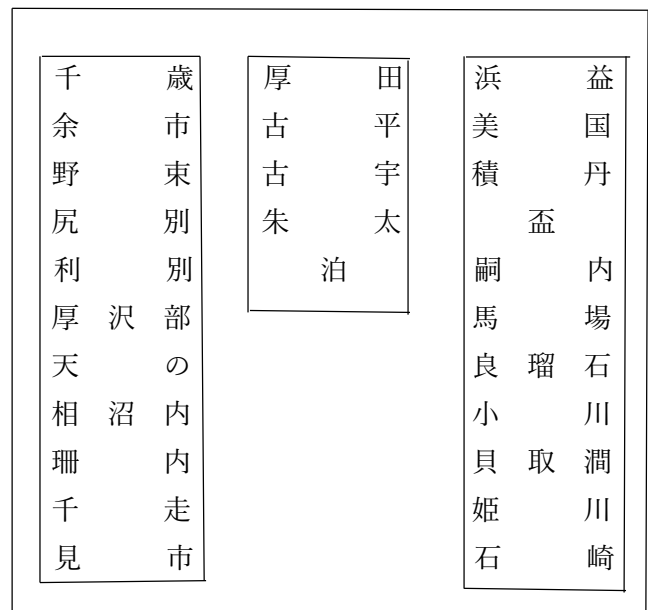 千歳
余市
野束
尻別
利別
厚沢部
天の
相沼内
珊内
千走
見市
厚田
古平
古宇
朱太
泊
浜益
美国
積丹
盃
嗣内
馬場
良瑠石
小川
貝取澗
姫川
石崎